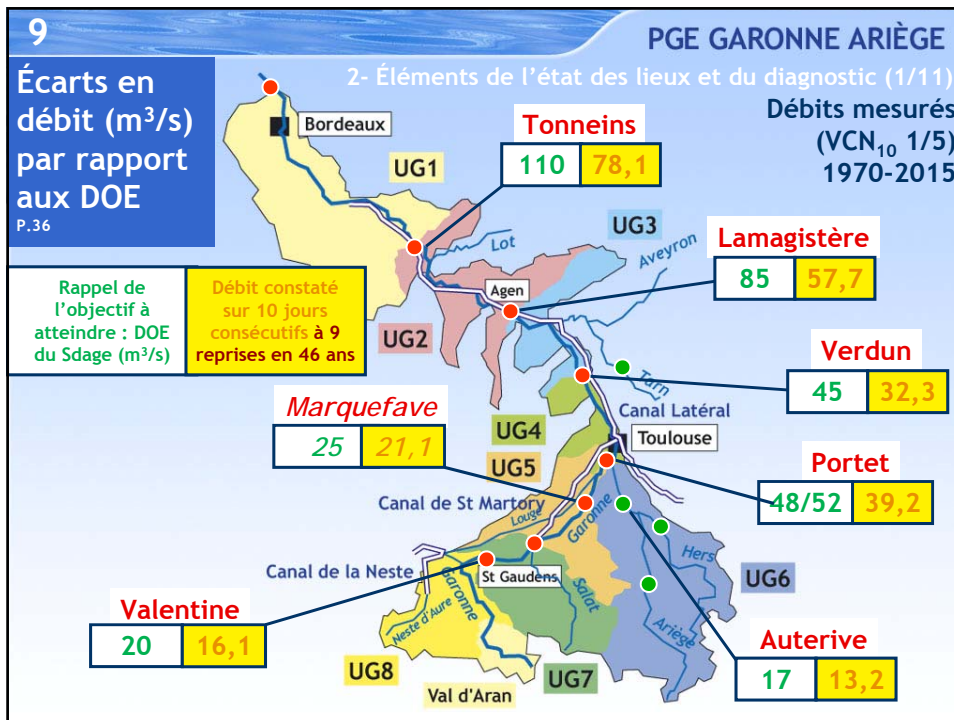 9
PGE GARONNE ARIÈGE
Écarts en
débit (m³/s)
par rapport
aux DOE
P.36
2- Éléments de l'état des lieux et du diagnostic (1/11)
Débits mesurés
(VCN₁₀ 1/5)
1970-2015
Rappel de
l'objectif à
atteindre : DOE
du Sdage (m³/s)
Débit constaté
sur 10 jours
consécutifs à 9
reprises en 46 ans
Bordeaux
UG1
Tonneins
110 78,1
Lot
UG3
Aveyron
Lamagistère
85 57,7
Agen
UG2
Tarn
Verdun
45 32,3
Canal Latéral
Marquefave
25 21,1
UG4
Toulouse
UG5
Portet
48/52 39,2
Canal de St Martory
Louge
Garonne
Hers
Canal de la Neste
St Gaudens
Salat
UG6
Garonne
Neste d'Aure
Ariège
Valentine
20 16,1
Auterive
17 13,2
UG8
UG7
Val d'Aran